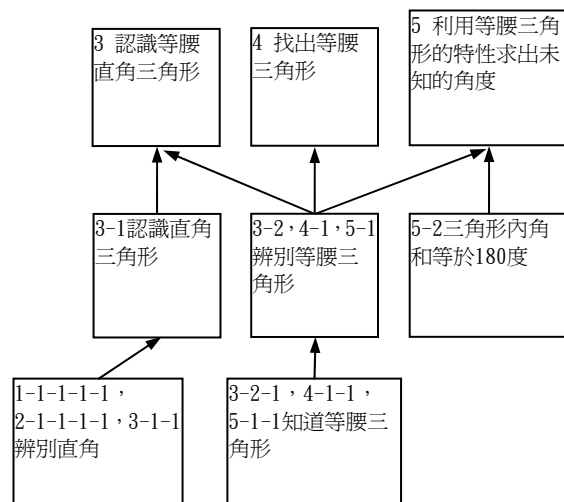 3 認識等腰
直角三角形
4 找出等腰
三角形
5 利用等腰三角
形的特性求出未
知的角度
3-1認識直角
三角形
3-2，4-1，5-1
辨別等腰三
角形
5-2三角形內角
和等於180度
1-1-1-1-1，
2-1-1-1-1，3-1-1
辨別直角
3-2-1，4-1-1，
5-1-1知道等腰三
角形